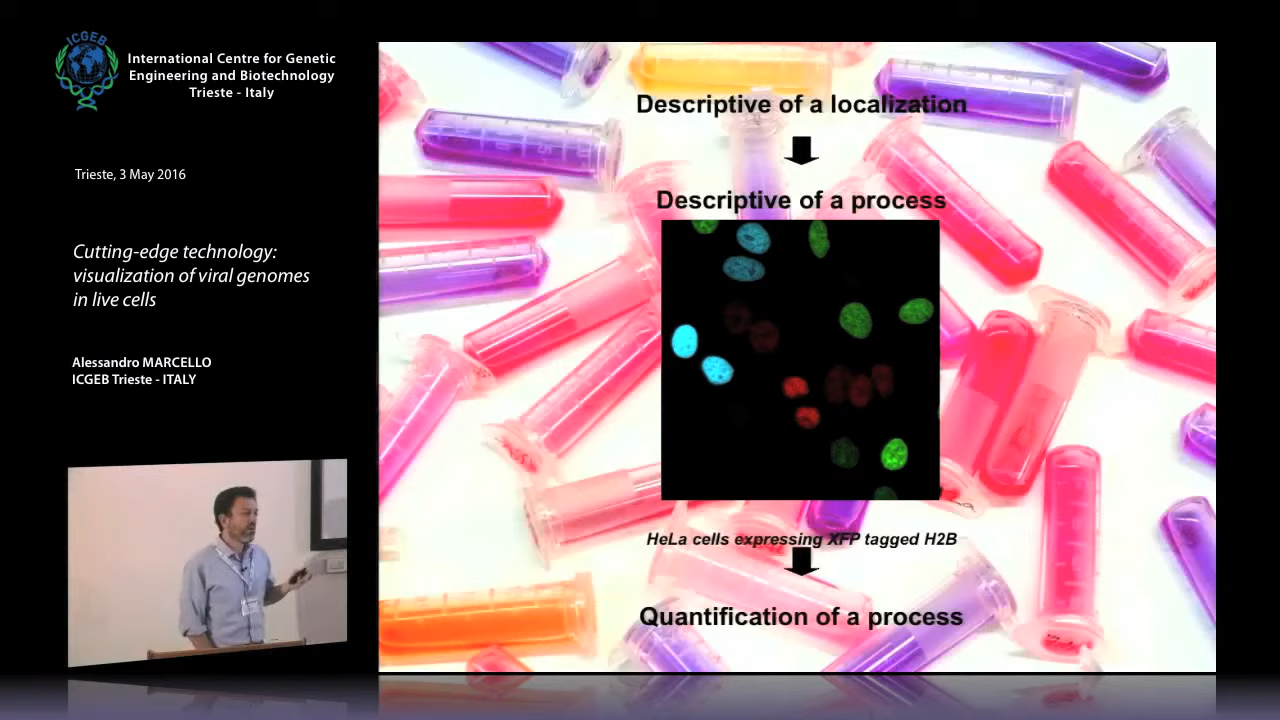 ICGEB
International Centre for Genetic
Engineering and Biotechnology
Trieste - Italy
Trieste, 3 May 2016
Cutting-edge technology:
visualization of viral genomes
in live cells
Alessandro MARCELLO
ICGEB Trieste - ITALY
Descriptive of a localization
Descriptive of a process
HeLa cells expressing XFP tagged H2B
Quantification of a process